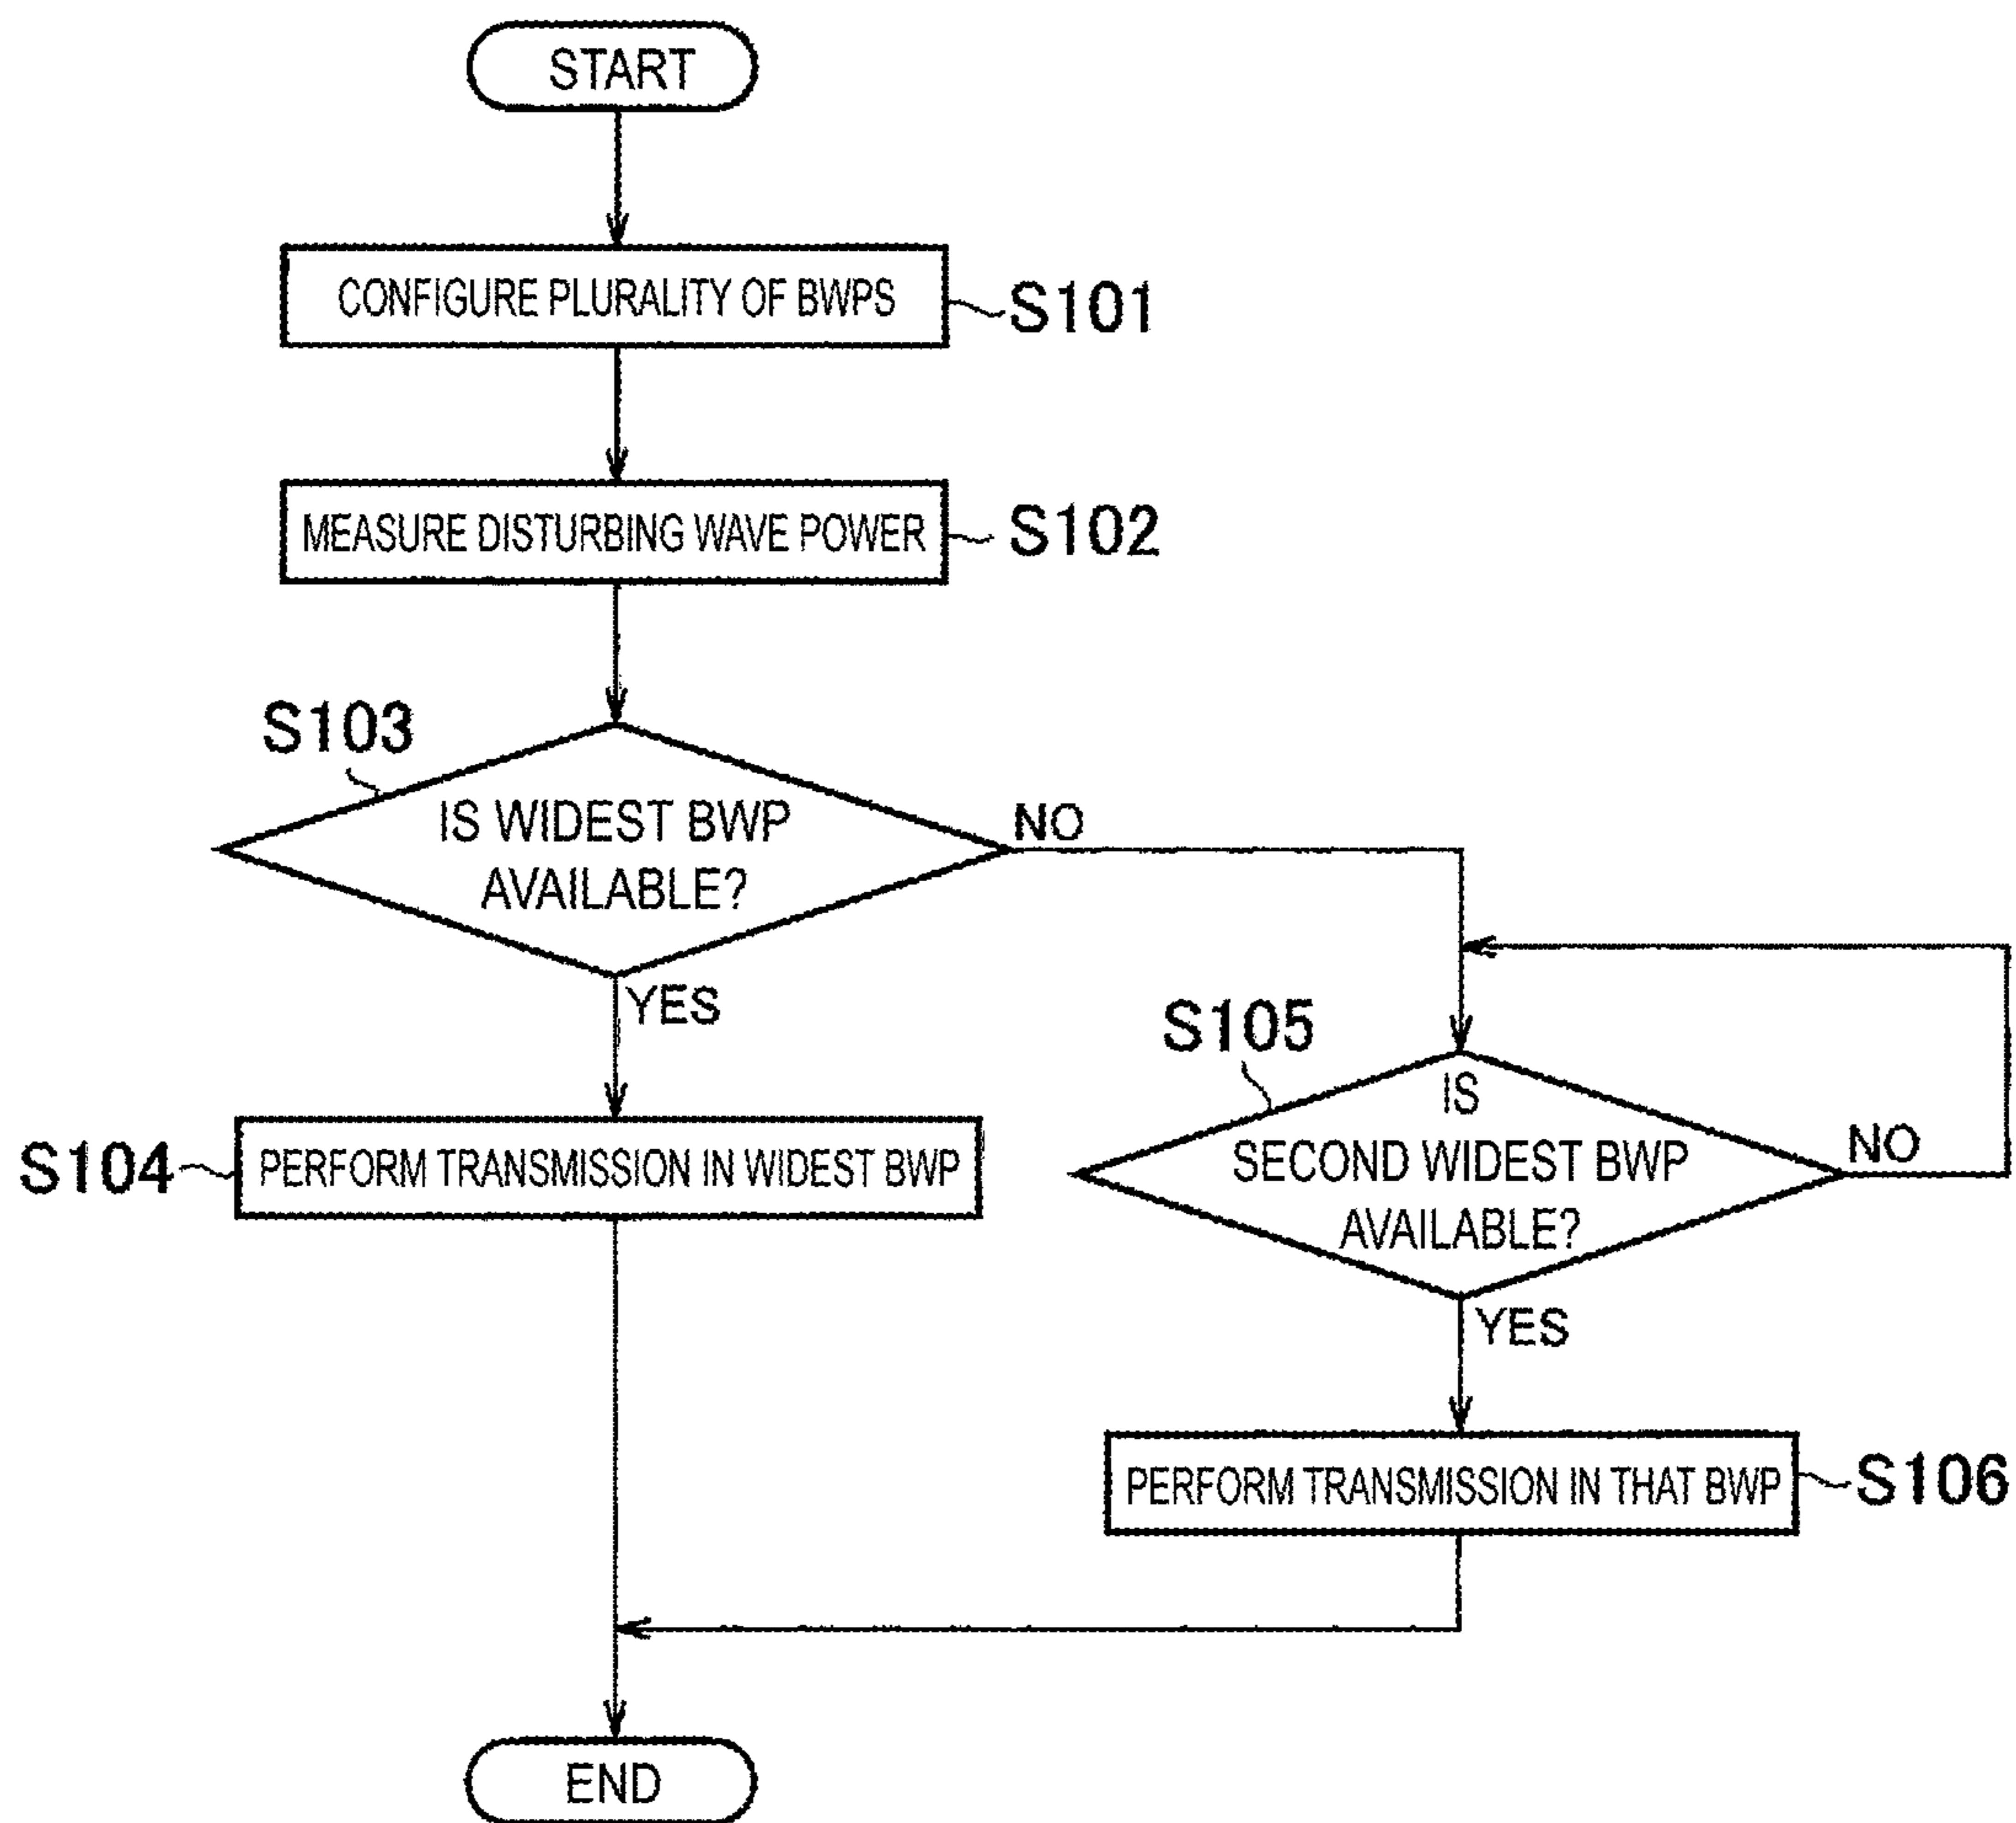 START
CONFIGURE PLURALITY OF BWPS
S101
MEASURE DISTURBING WAVE POWER
S102
S103
IS WIDEST BWP
AVAILABLE?
NO
YES
S104
PERFORM TRANSMISSION IN WIDEST BWP
S105
IS
SECOND WIDEST BWP
AVAILABLE?
NO
YES
PERFORM TRANSMISSION IN THAT BWP
S106
END